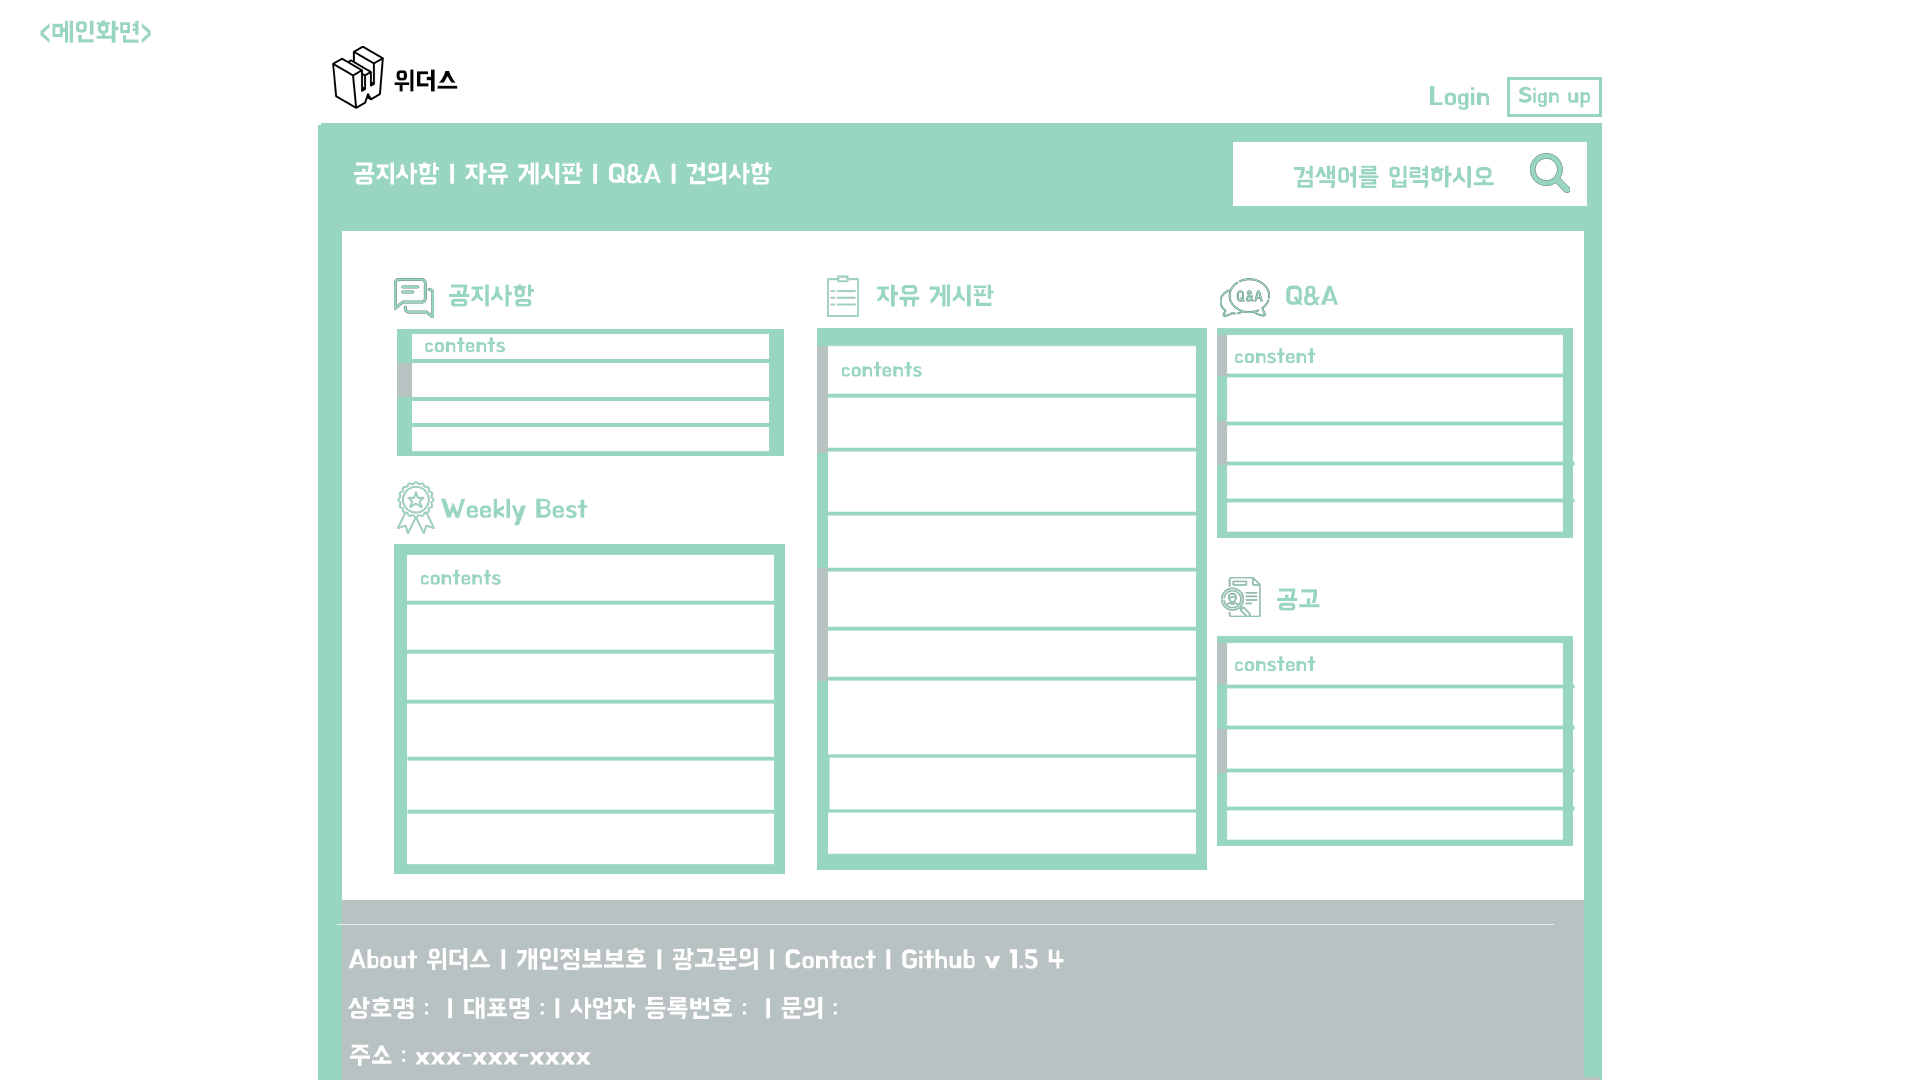 <메인화면>
위더스
Login
Sign up
공지사항 | 자유 게시판 | Q&A | 건의사항
검색어를 입력하시오
공지사항
contents
Weekly Best
contents
자유 게시판
contents
Q&A
Q&A
constent
공고
constent
About 위더스 | 개인정보보호 | 광고문의 | Contact | Github v 1.5 4
상호명 : | 대표명 : | 사업자 등록번호 : | 문의 :
주소 : xxx-xxx-xxxx